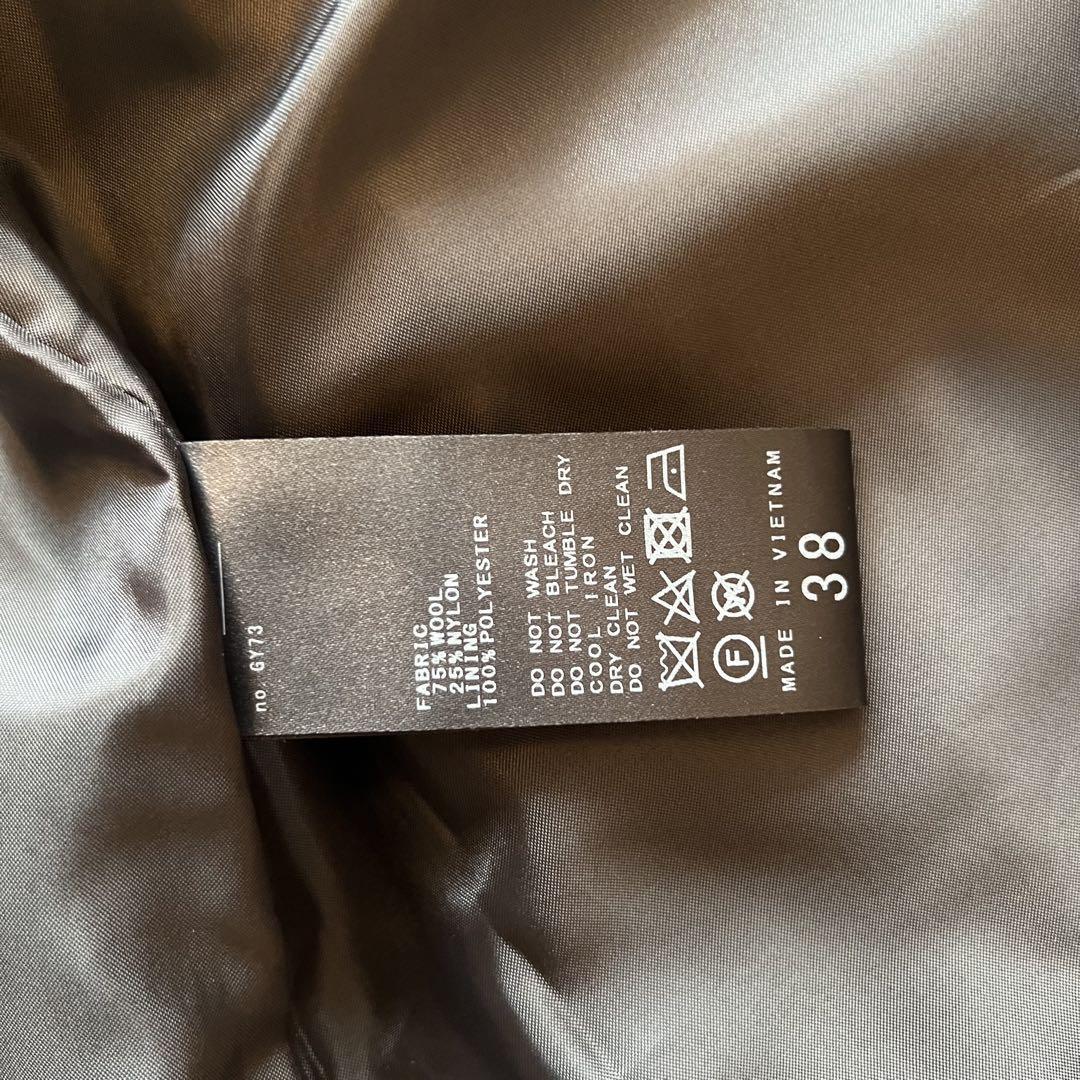 no. GY73
FABRIC
75%WOOL
25%NYLON
LINING
100%POLYESTER
DO NOT WASH
DO NOT BLEACH
DO NOT TUMBLE DRY
COOL IRON
DRY CLEAN
DO NOT WET CLEAN
F W
MADE IN VIETNAM
38